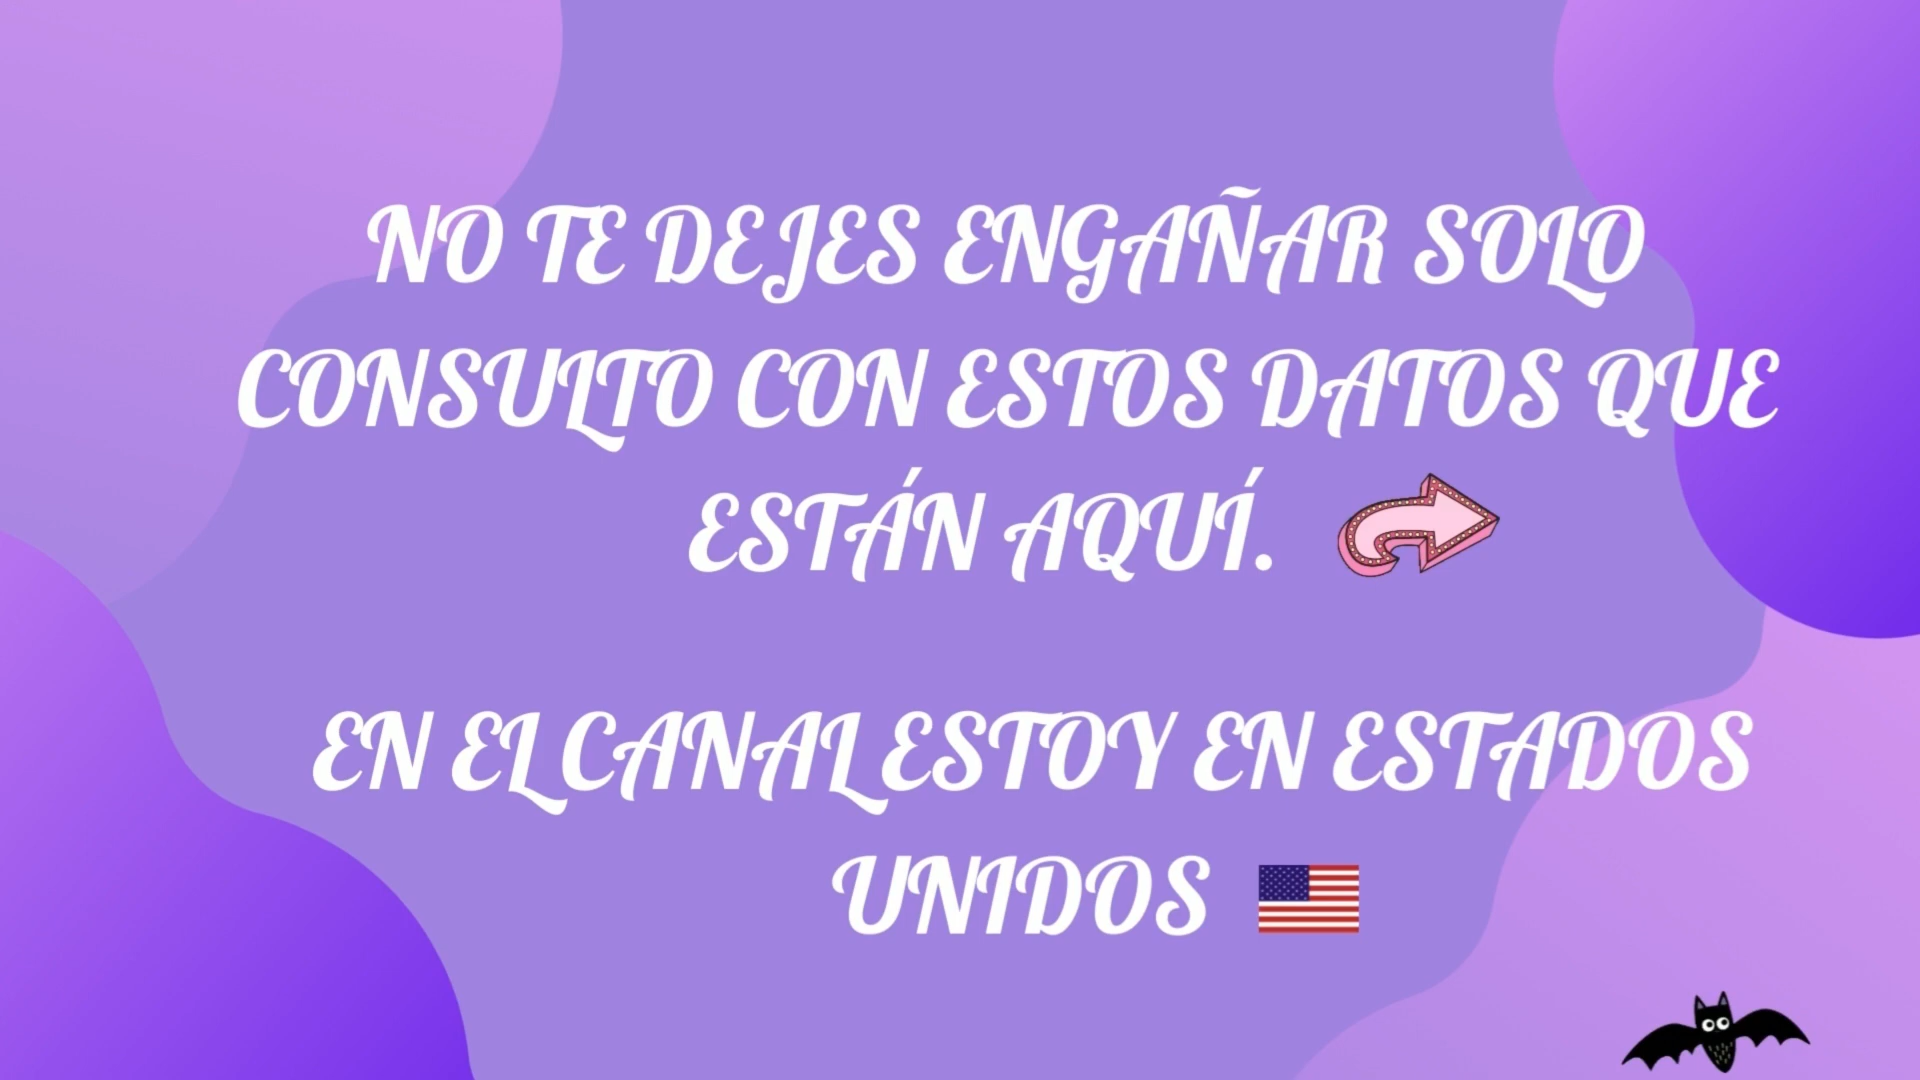 NO TE DEJES ENGAÑAR SOLO
CONSULTO CON ESTOS DATOS QUE
ESTÁN AQUÍ.
EN EL CANAL ESTOY EN ESTADOS
UNIDOS